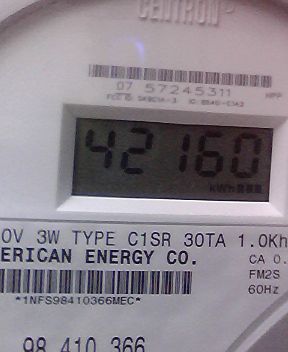 CENTRON
07 57245311
42160
kWh
0V 3W TYPE C1SR 30TA 1.0Kh
ERICAN ENERGY CO.
CA 0.
FM2S
60Hz
*1NFS98410366MEC*
98 410 366